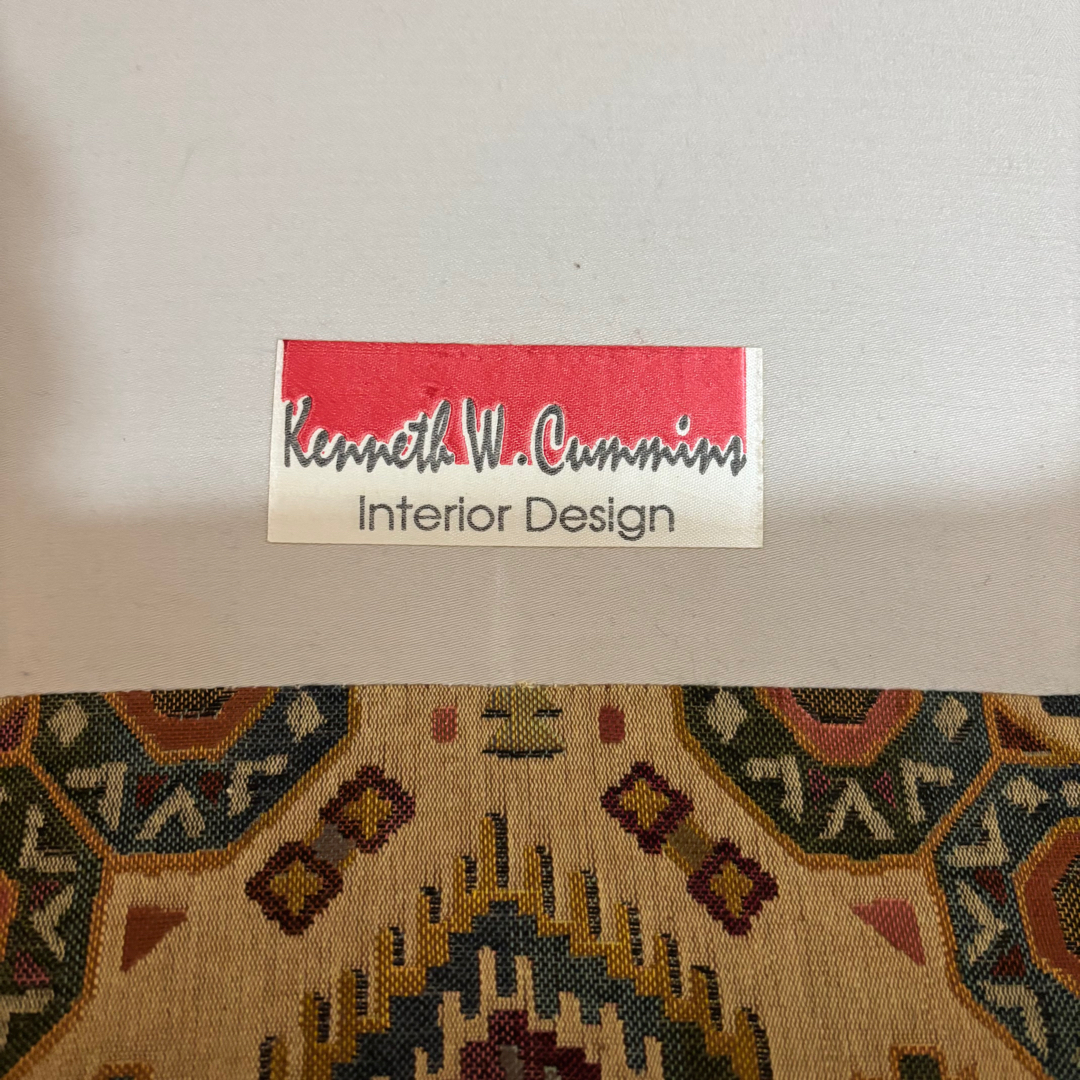 Kenneth W. Cummins
Interior Design